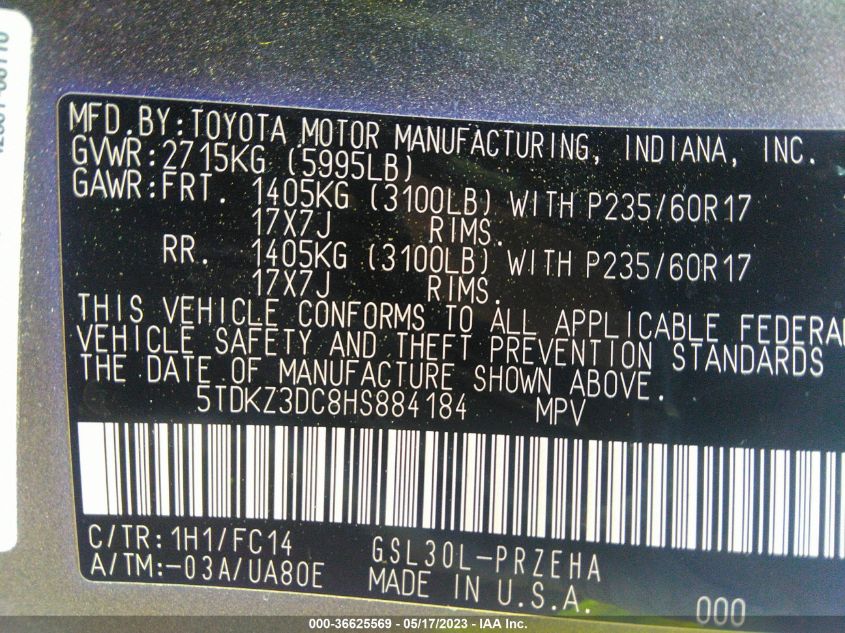 MFD.BY:TOYOTA MOTOR MANUFACTURING, INDIANA, INC.
GVWR:2715KG (5995LB)
GAWR:FRT. 1405KG (3100LB) WITH P235/60R17
17X7J RIMS.
RR. 1405KG (3100LB) WITH P235/60R17
17X7J RIMS.
THIS VEHICLE CONFORMS TO ALL APPLICABLE FEDERAL
VEHICLE SAFETY AND THEFT PREVENTION STANDARDS
THE DATE OF MANUFACTURE SHOWN ABOVE.
5TDKZ3DC8HS884184 MPV
C/TR:1H1/FC14 GSL30L-PRZEHA
A/TM:-03A/UA80E MADE IN U.S.A. 000
000-36625569 - 05/17/2023 - IAA Inc.